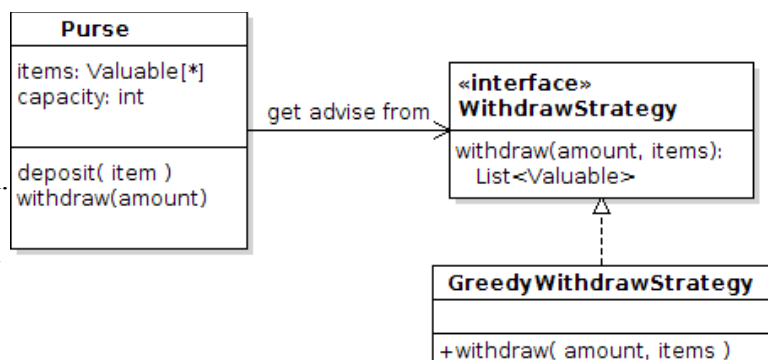 Purse
items: Valuable[*]
capacity: int
deposit( item )
withdraw(amount)
get advise from
«interface»
WithdrawStrategy
withdraw(amount, items):
List<Valuable>
GreedyWithdrawStrategy
+withdraw( amount, items )